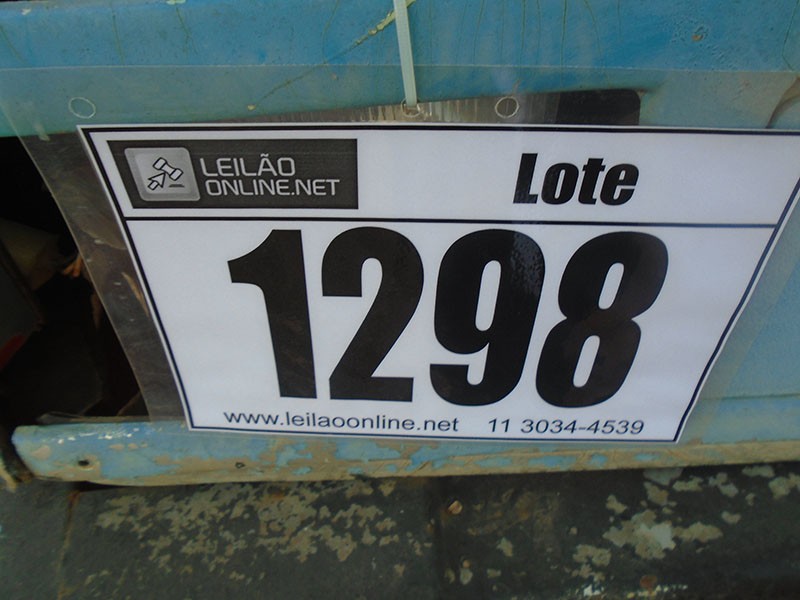 LEILÃO
ONLINE.NET
Lote
1298
www.leilaoonline.net 11 3034-4539